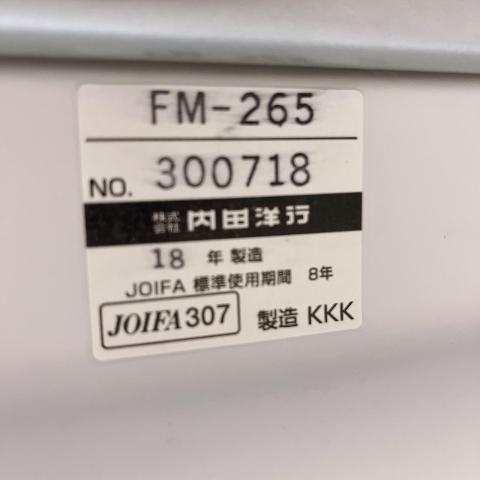 FM-265
NO. 300718
株式会社 内田洋行
18 年 製造
JOIFA 標準使用期間 8年
JOIFA307 製造 KKK